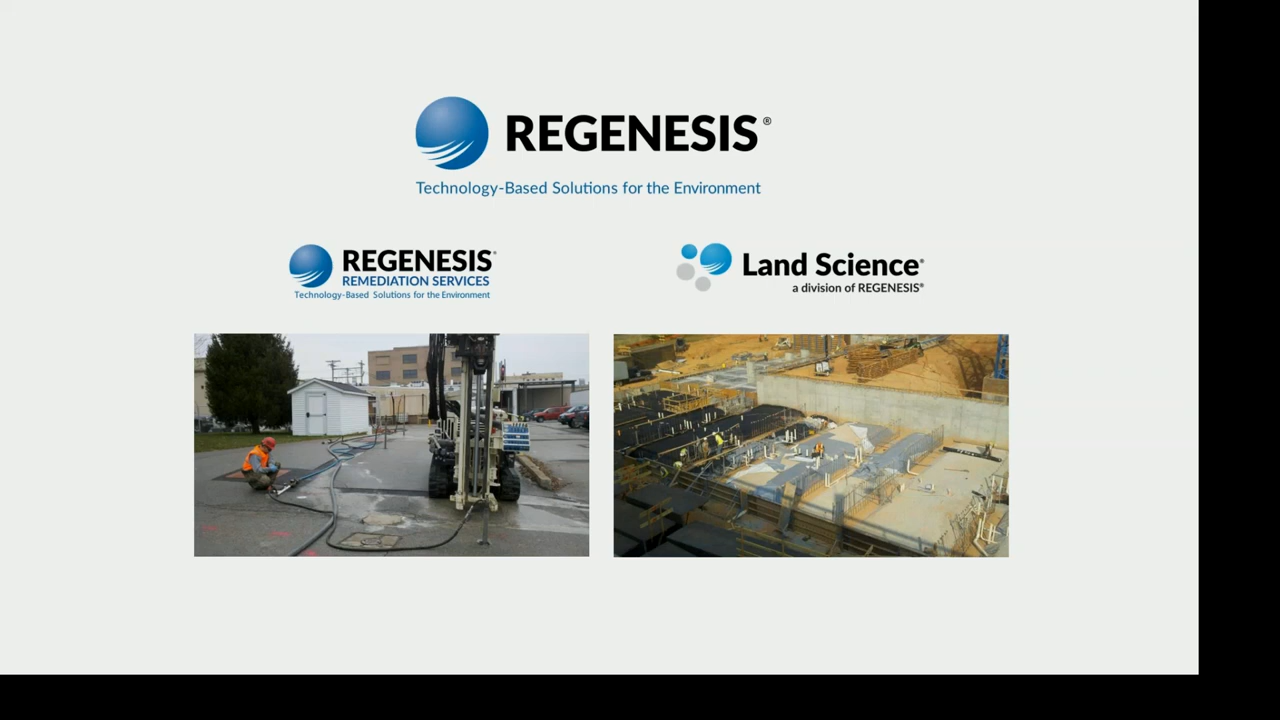 REGENESIS®
Technology-Based Solutions for the Environment
REGENESIS®
REMEDIATION SERVICES
Technology-Based Solutions for the Environment
Land Science®
a division of REGENESIS®